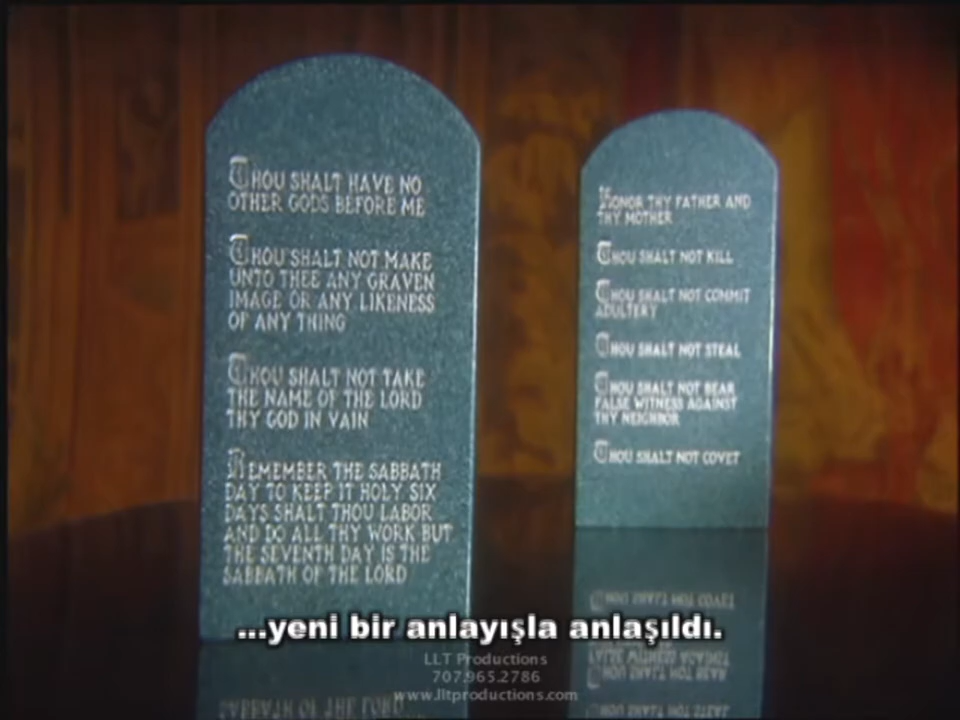 THOU SHALT HAVE NO
OTHER GODS BEFORE ME
THOU SHALT NOT MAKE
UNTO THEE ANY GRAVEN
IMAGE OR ANY LIKENESS
OF ANY THING
THOU SHALT NOT TAKE
THE NAME OF THE LORD
THY GOD IN VAIN
REMEMBER THE SABBATH
DAY TO KEEP IT HOLY SIX
DAYS SHALT THOU LABOR
AND DO ALL THY WORK BUT
THE SEVENTH DAY IS THE
SABBATH OF THE LORD
HONOR THY FATHER AND
THY MOTHER
THOU SHALT NOT KILL
THOU SHALT NOT COMMIT
ADULTERY
THOU SHALT NOT STEAL
THOU SHALT NOT BEAR
FALSE WITNESS AGAINST
THY NEIGHBOR
THOU SHALT NOT COVET
...yeni bir anlayışla anlaşıldı.
LLT Productions
707.965.2786
www.lltproductions.com